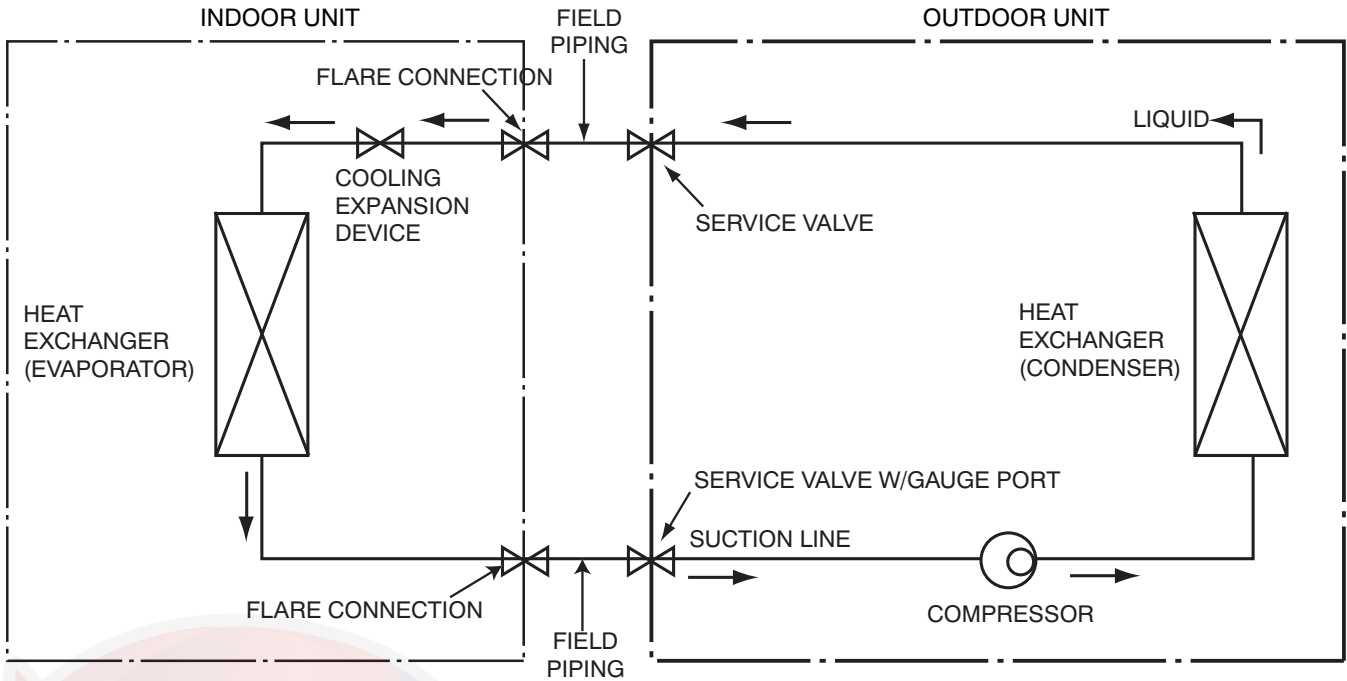 INDOOR UNIT
FIELD
PIPING
OUTDOOR UNIT
FLARE CONNECTION
LIQUID
COOLING
EXPANSION
DEVICE
SERVICE VALVE
HEAT
EXCHANGER
(EVAPORATOR)
HEAT
EXCHANGER
(CONDENSER)
SERVICE VALVE W/GAUGE PORT
SUCTION LINE
FLARE CONNECTION
FIELD
PIPING
COMPRESSOR